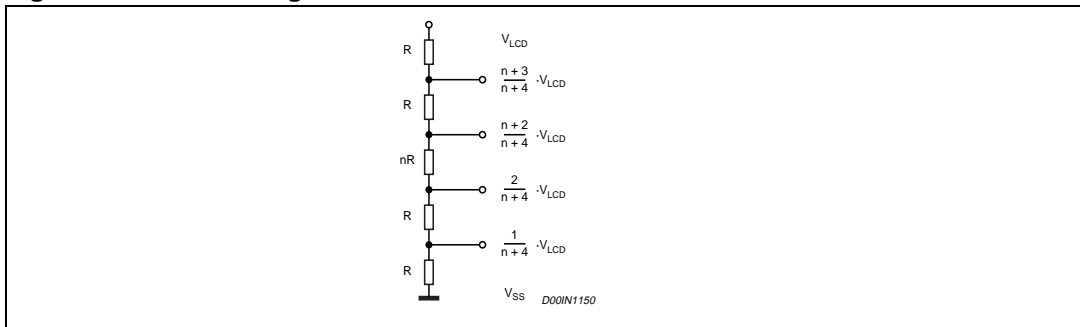 V_LCD
R
n + 3
n + 4 ·V_LCD
R
n + 2
n + 4 ·V_LCD
nR
2
n + 4 ·V_LCD
R
1
n + 4 ·V_LCD
R
V_SS D00IN1150